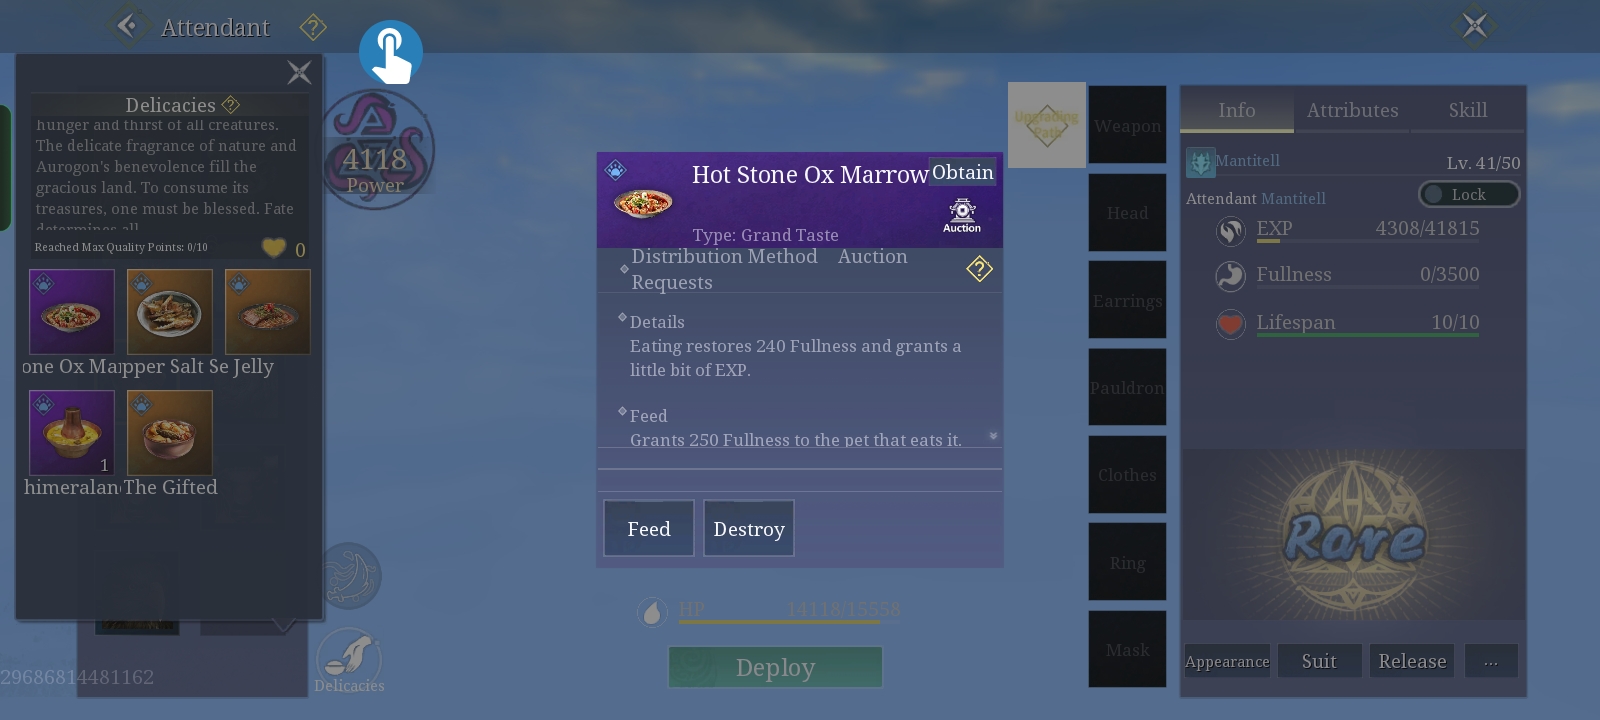 Attendant
Delicacies
hunger and thirst of all creatures.
The delicate fragrance of nature and
Aurogon's benevolence fill the
gracious land. To consume its
treasures, one must be blessed. Fate
determines all
Reached Max Quality Points: 0/10
0
one Ox Ma
pper Salt Se
Jelly
1
himeralan
The Gifted
29686814481162
4118
Power
Delicacies
Hot Stone Ox Marrow
Obtain
Auction
Type: Grand Taste
Distribution Method Auction
Requests
Details
Eating restores 240 Fullness and grants a
little bit of EXP.
Feed
Grants 250 Fullness to the pet that eats it.
Feed
Destroy
HP 14118/15558
Deploy
Upgrading
Path
Weapon
Head
Earrings
Pauldron
Clothes
Ring
Mask
Info
Attributes
Skill
Mantitell
Lv. 41/50
Attendant Mantitell
Lock
EXP 4308/41815
Fullness 0/3500
Lifespan 10/10
Rare
Appearance
Suit
Release
...